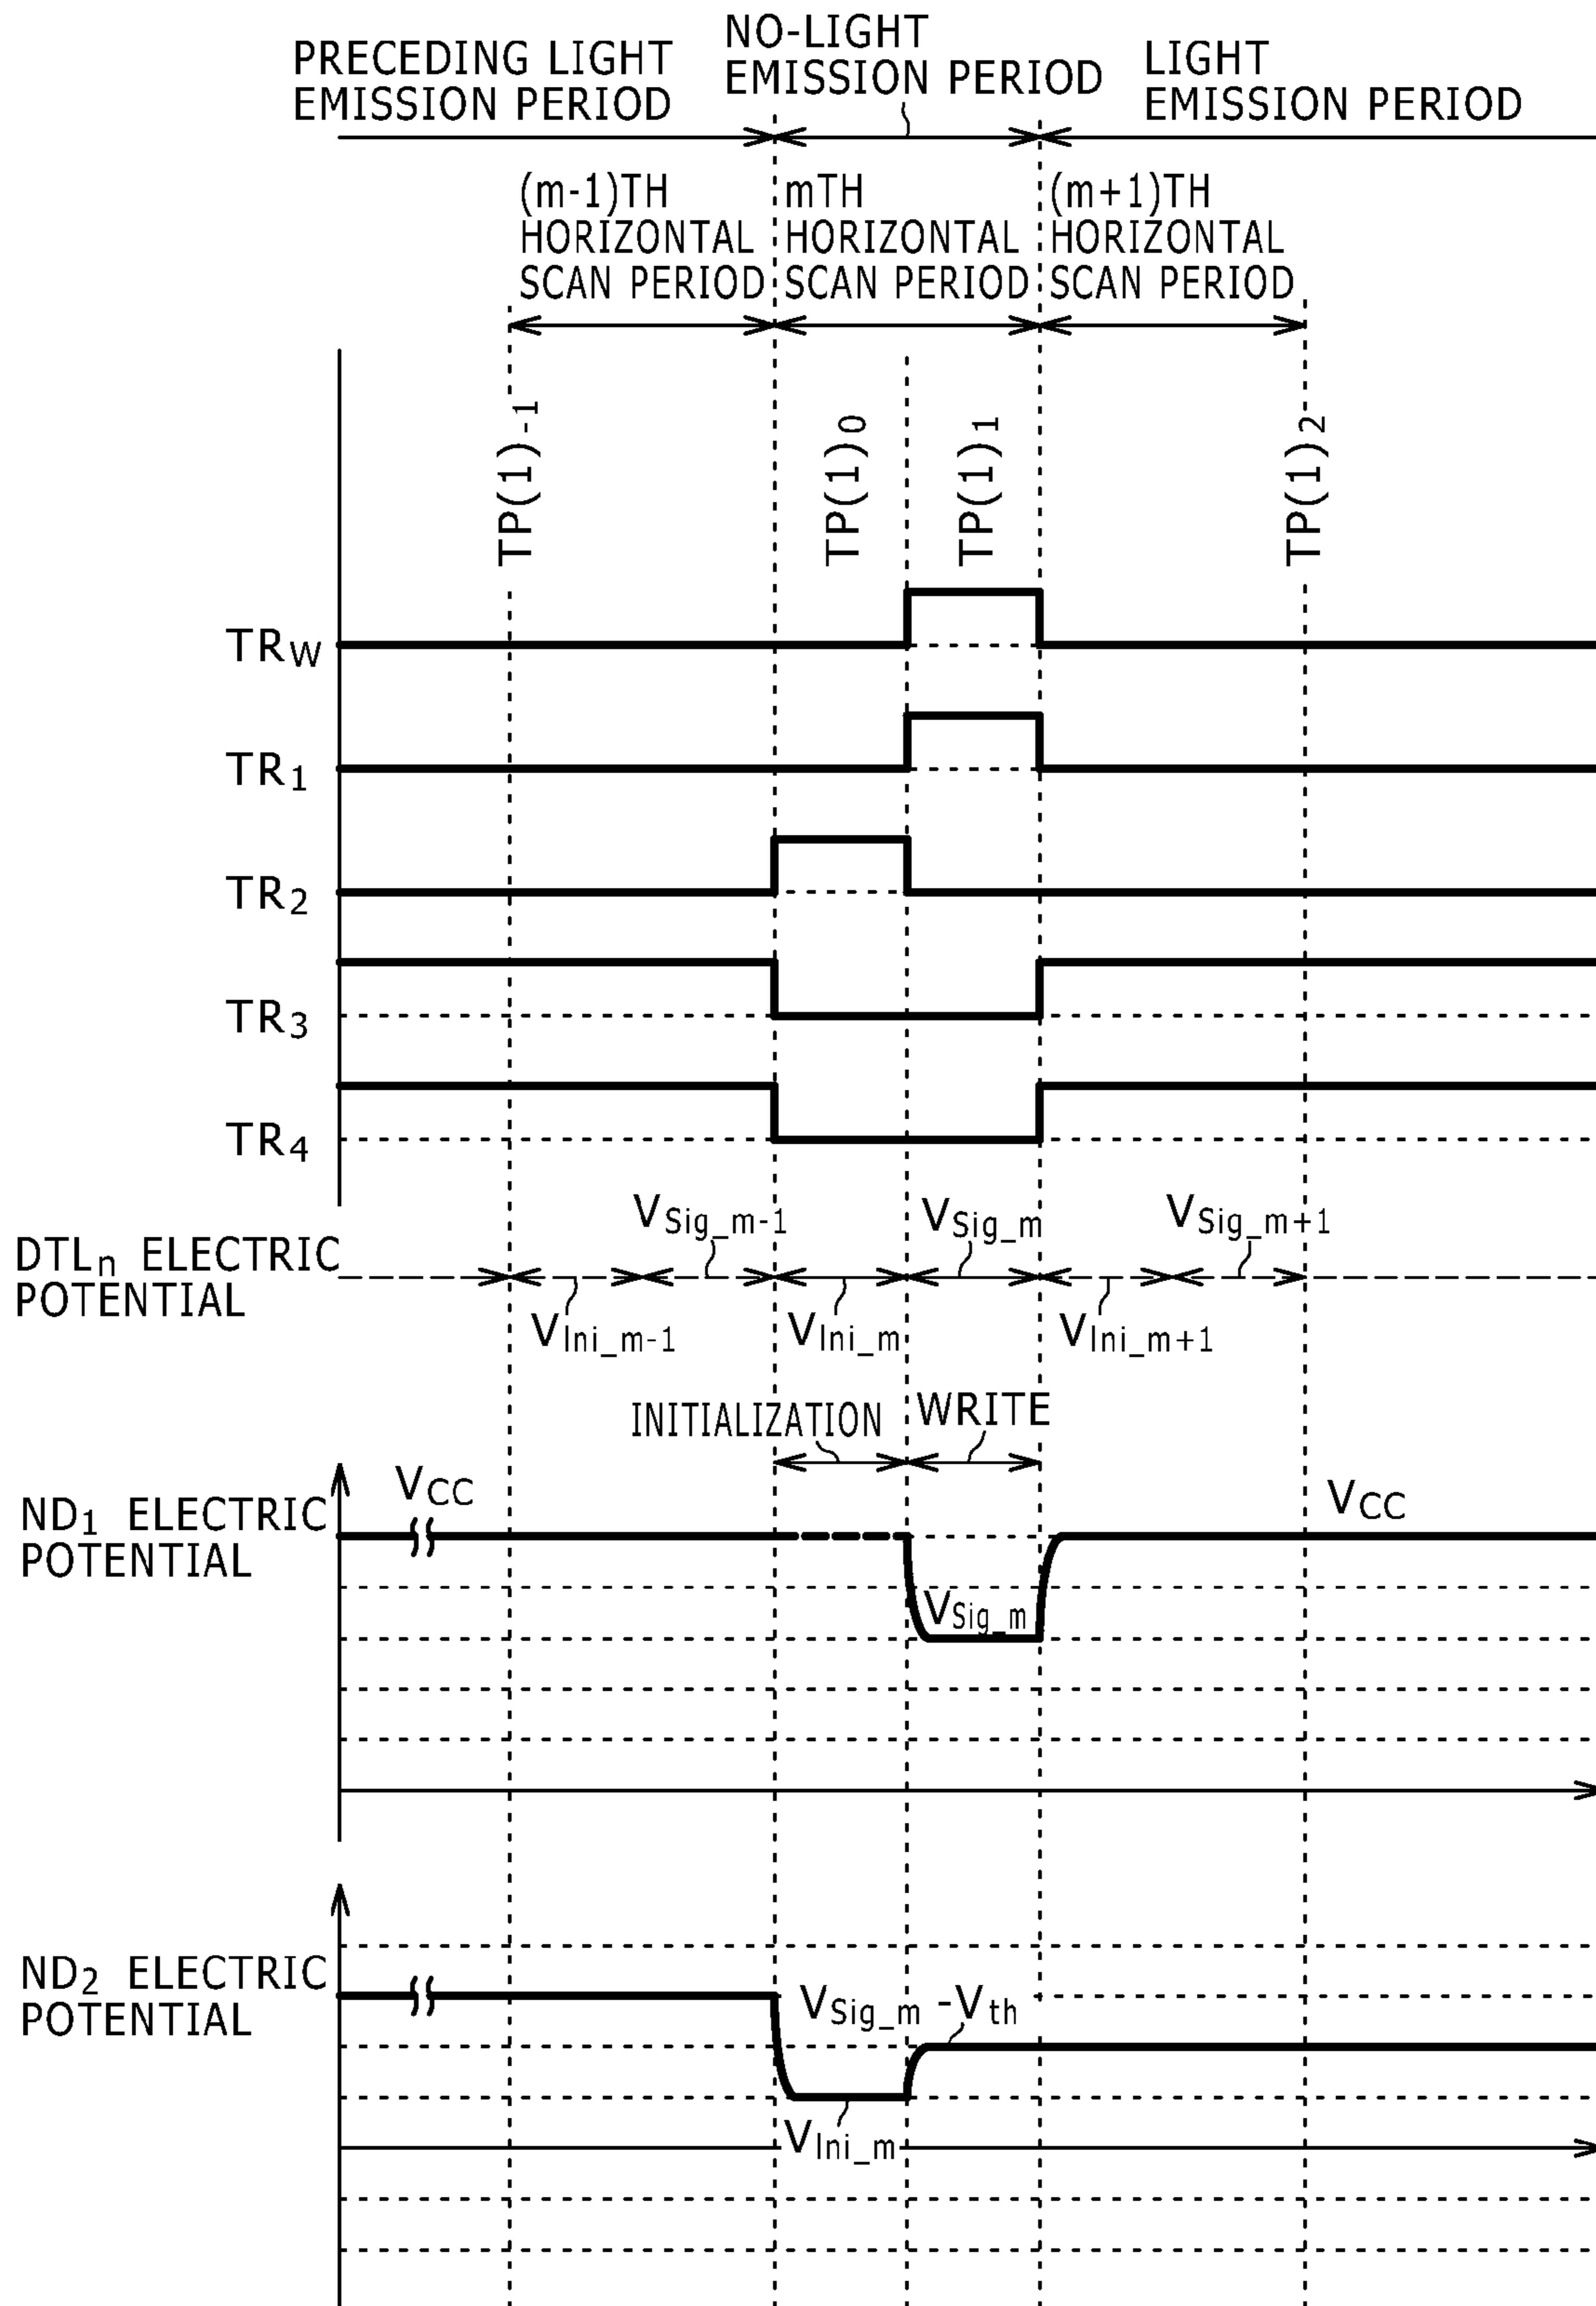 PRECEDING LIGHT
EMISSION PERIOD
NO-LIGHT
EMISSION PERIOD
LIGHT
EMISSION PERIOD
(m-1)TH
HORIZONTAL
SCAN PERIOD
mTH
HORIZONTAL
SCAN PERIOD
(m+1)TH
HORIZONTAL
SCAN PERIOD
TP(1)-1
TP(1)0
TP(1)1
TP(1)2
TRW
TR1
TR2
TR3
TR4
DTLn ELECTRIC
POTENTIAL
VSig_m-1
VSig_m
VSig_m+1
VIni_m-1
VIni_m
VIni_m+1
INITIALIZATION
WRITE
ND1 ELECTRIC
POTENTIAL
VCC
VCC
VSig_m
ND2 ELECTRIC
POTENTIAL
VSig_m -Vth
VIni_m